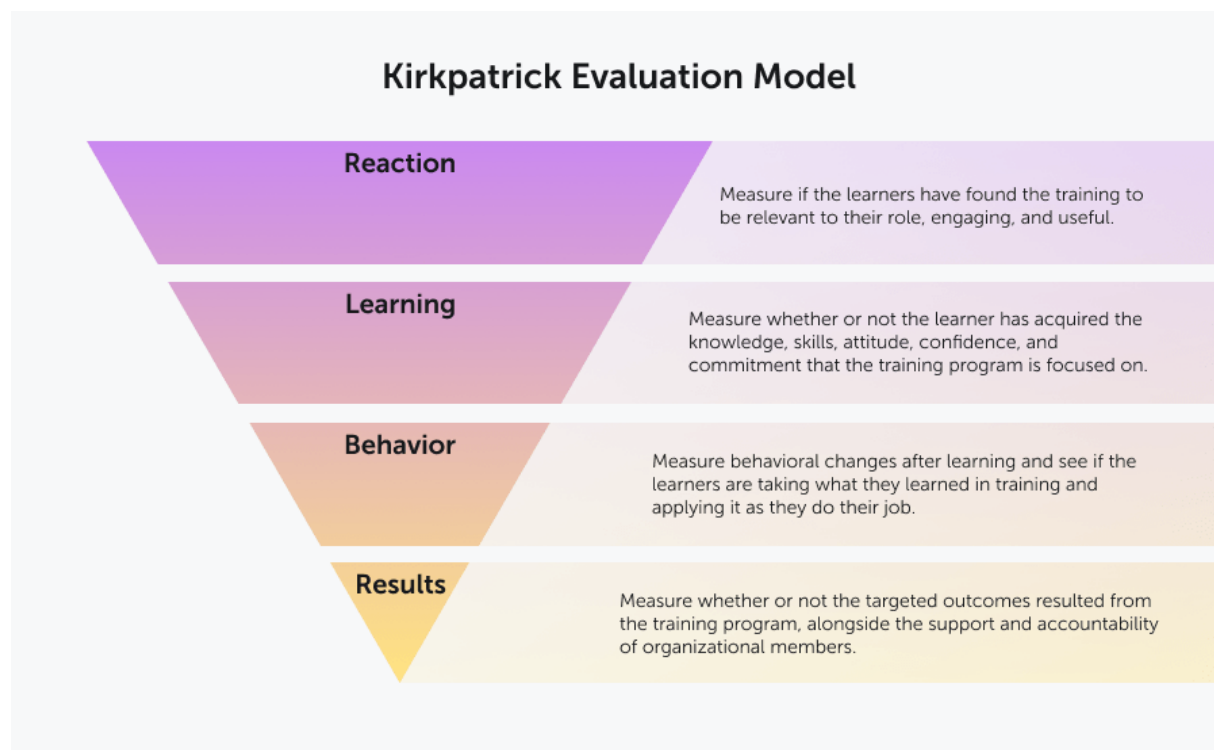 Kirkpatrick Evaluation Model
Reaction
Measure if the learners have found the training to
be relevant to their role, engaging, and useful.
Learning
Measure whether or not the learner has acquired the
knowledge, skills, attitude, confidence, and
commitment that the training program is focused on.
Behavior
Measure behavioral changes after learning and see if the
learners are taking what they learned in training and
applying it as they do their job.
Results
Measure whether or not the targeted outcomes resulted from
the training program, alongside the support and accountability
of organizational members.